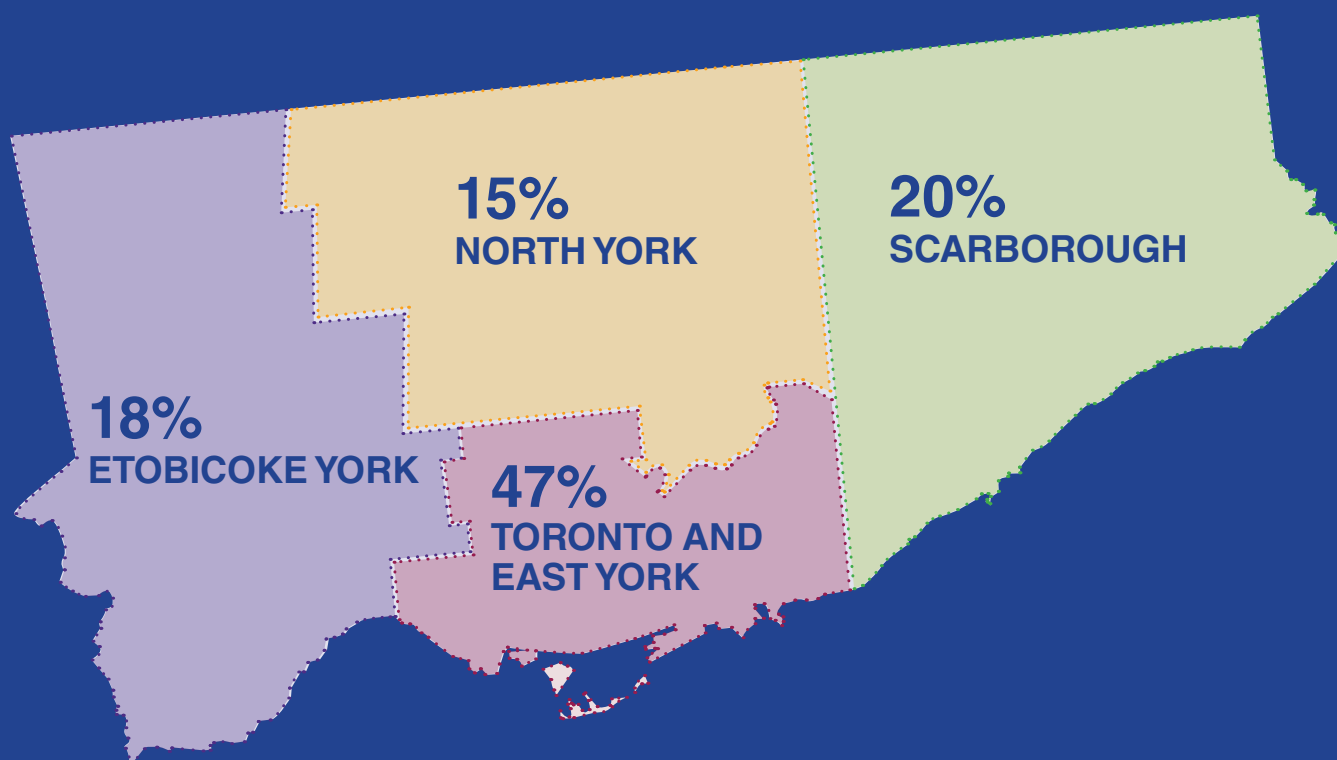 15%
NORTH YORK
20%
SCARBOROUGH
18%
ETOBICOKE YORK
47%
TORONTO AND
EAST YORK